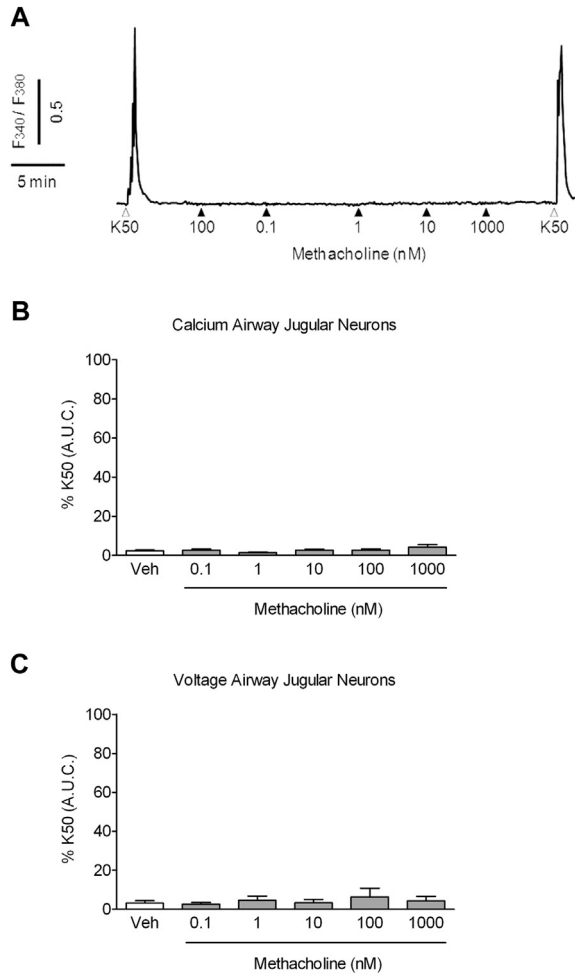 A
F340 / F380
0.5
5 min
K50 100 0.1 1 10 1000 K50
Methacholine (nM)
B
Calcium Airway Jugular Neurons
% K50 (A.U.C.)
100
80
60
40
20
0
Veh 0.1 1 10 100 1000
Methacholine (nM)
C
Voltage Airway Jugular Neurons
% K50 (A.U.C.)
100
80
60
40
20
0
Veh 0.1 1 10 100 1000
Methacholine (nM)